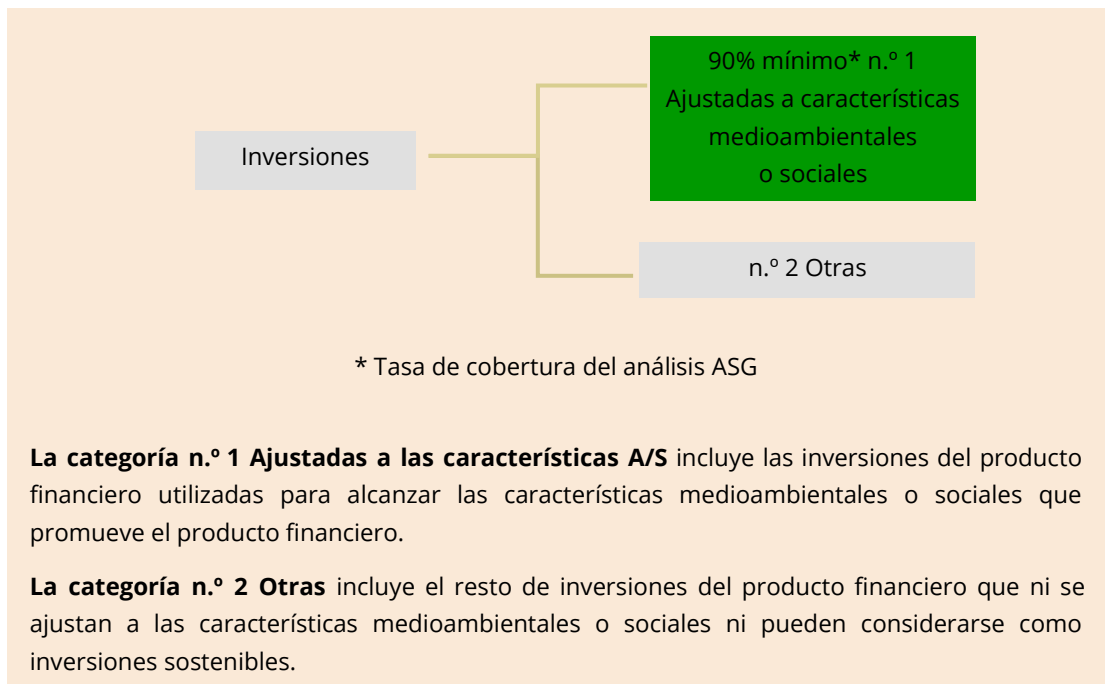 90% mínimo* n.º 1
Ajustadas a características
medioambientales
o sociales
Inversiones
n.º 2 Otras
* Tasa de cobertura del análisis ASG
La categoría n.º 1 Ajustadas a las características A/S incluye las inversiones del producto
financiero utilizadas para alcanzar las características medioambientales o sociales que
promueve el producto financiero.
La categoría n.º 2 Otras incluye el resto de inversiones del producto financiero que ni se
ajustan a las características medioambientales o sociales ni pueden considerarse como
inversiones sostenibles.